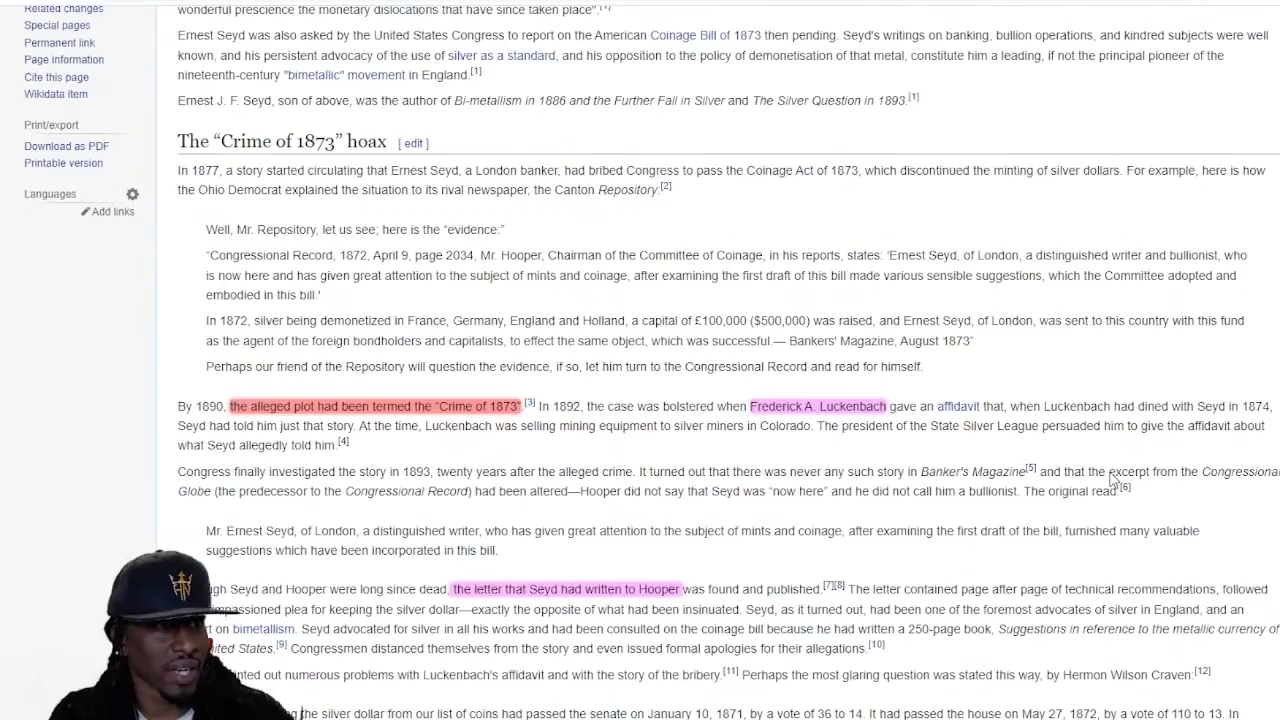 Related changes
Special pages
Permanent link
Page information
Cite this page
Wikidata item
Print/export
Download as PDF
Printable version
Languages
Add links
wonderful prescience the monetary dislocations that have since taken place".
Ernest Seyd was also asked by the United States Congress to report on the American Coinage Bill of 1873 then pending. Seyd's writings on banking, bullion operations, and kindred subjects were well
known, and his persistent advocacy of the use of silver as a standard, and his opposition to the policy of demonetisation of that metal, constitute him a leading, if not the principal pioneer of the
nineteenth-century "bimetallic" movement in England.[1]
Ernest J. F. Seyd, son of above, was the author of Bi-metallism in 1886 and the Further Fall in Silver and The Silver Question in 1893.[1]
The “Crime of 1873” hoax [ edit ]
In 1877, a story started circulating that Ernest Seyd, a London banker, had bribed Congress to pass the Coinage Act of 1873, which discontinued the minting of silver dollars. For example, here is how
the Ohio Democrat explained the situation to its rival newspaper, the Canton Repository:[2]
Well, Mr. Repository, let us see; here is the “evidence:”
“Congressional Record, 1872, April 9, page 2034, Mr. Hooper, Chairman of the Committee of Coinage, in his reports, states: 'Ernest Seyd, of London, a distinguished writer and bullionist, who
is now here and has given great attention to the subject of mints and coinage, after examining the first draft of this bill made various sensible suggestions, which the Committee adopted and
embodied in this bill.'
In 1872, silver being demonetized in France, Germany, England and Holland, a capital of £100,000 ($500,000) was raised, and Ernest Seyd, of London, was sent to this country with this fund
as the agent of the foreign bondholders and capitalists, to effect the same object, which was successful.— Bankers' Magazine, August 1873”
Perhaps our friend of the Repository will question the evidence, if so, let him turn to the Congressional Record and read for himself.
By 1890, the alleged plot had been termed the “Crime of 1873”.[3] In 1892, the case was bolstered when Frederick A. Luckenbach gave an affidavit that, when Luckenbach had dined with Seyd in 1874,
Seyd had told him just that story. At the time, Luckenbach was selling mining equipment to silver miners in Colorado. The president of the State Silver League persuaded him to give the affidavit about
what Seyd allegedly told him.[4]
Congress finally investigated the story in 1893, twenty years after the alleged crime. It turned out that there was never any such story in Banker's Magazine[5] and that the excerpt from the Congressional
Globe (the predecessor to the Congressional Record) had been altered—Hooper did not say that Seyd was “now here” and he did not call him a bullionist. The original read:[6]
Mr. Ernest Seyd, of London, a distinguished writer, who has given great attention to the subject of mints and coinage, after examining the first draft of the bill, furnished many valuable
suggestions which have been incorporated in this bill.
gh Seyd and Hooper were long since dead, the letter that Seyd had written to Hooper was found and published.[7][8] The letter contained page after page of technical recommendations, followed
mpassioned plea for keeping the silver dollar—exactly the opposite of what had been insinuated. Seyd, as it turned out, had been one of the foremost advocates of silver in England, and an
rt on bimetallism. Seyd advocated for silver in all his works and had been consulted on the coinage bill because he had written a 250-page book, Suggestions in reference to the metallic currency of
nited States.[9] Congressmen distanced themselves from the story and even issued formal apologies for their allegations.[10]
inted out numerous problems with Luckenbach's affidavit and with the story of the bribery.[11] Perhaps the most glaring question was stated this way, by Hermon Wilson Craven:[12]
the silver dollar from our list of coins had passed the senate on January 10, 1871, by a vote of 36 to 14. It had passed the house on May 27, 1872, by a vote of 110 to 13. In